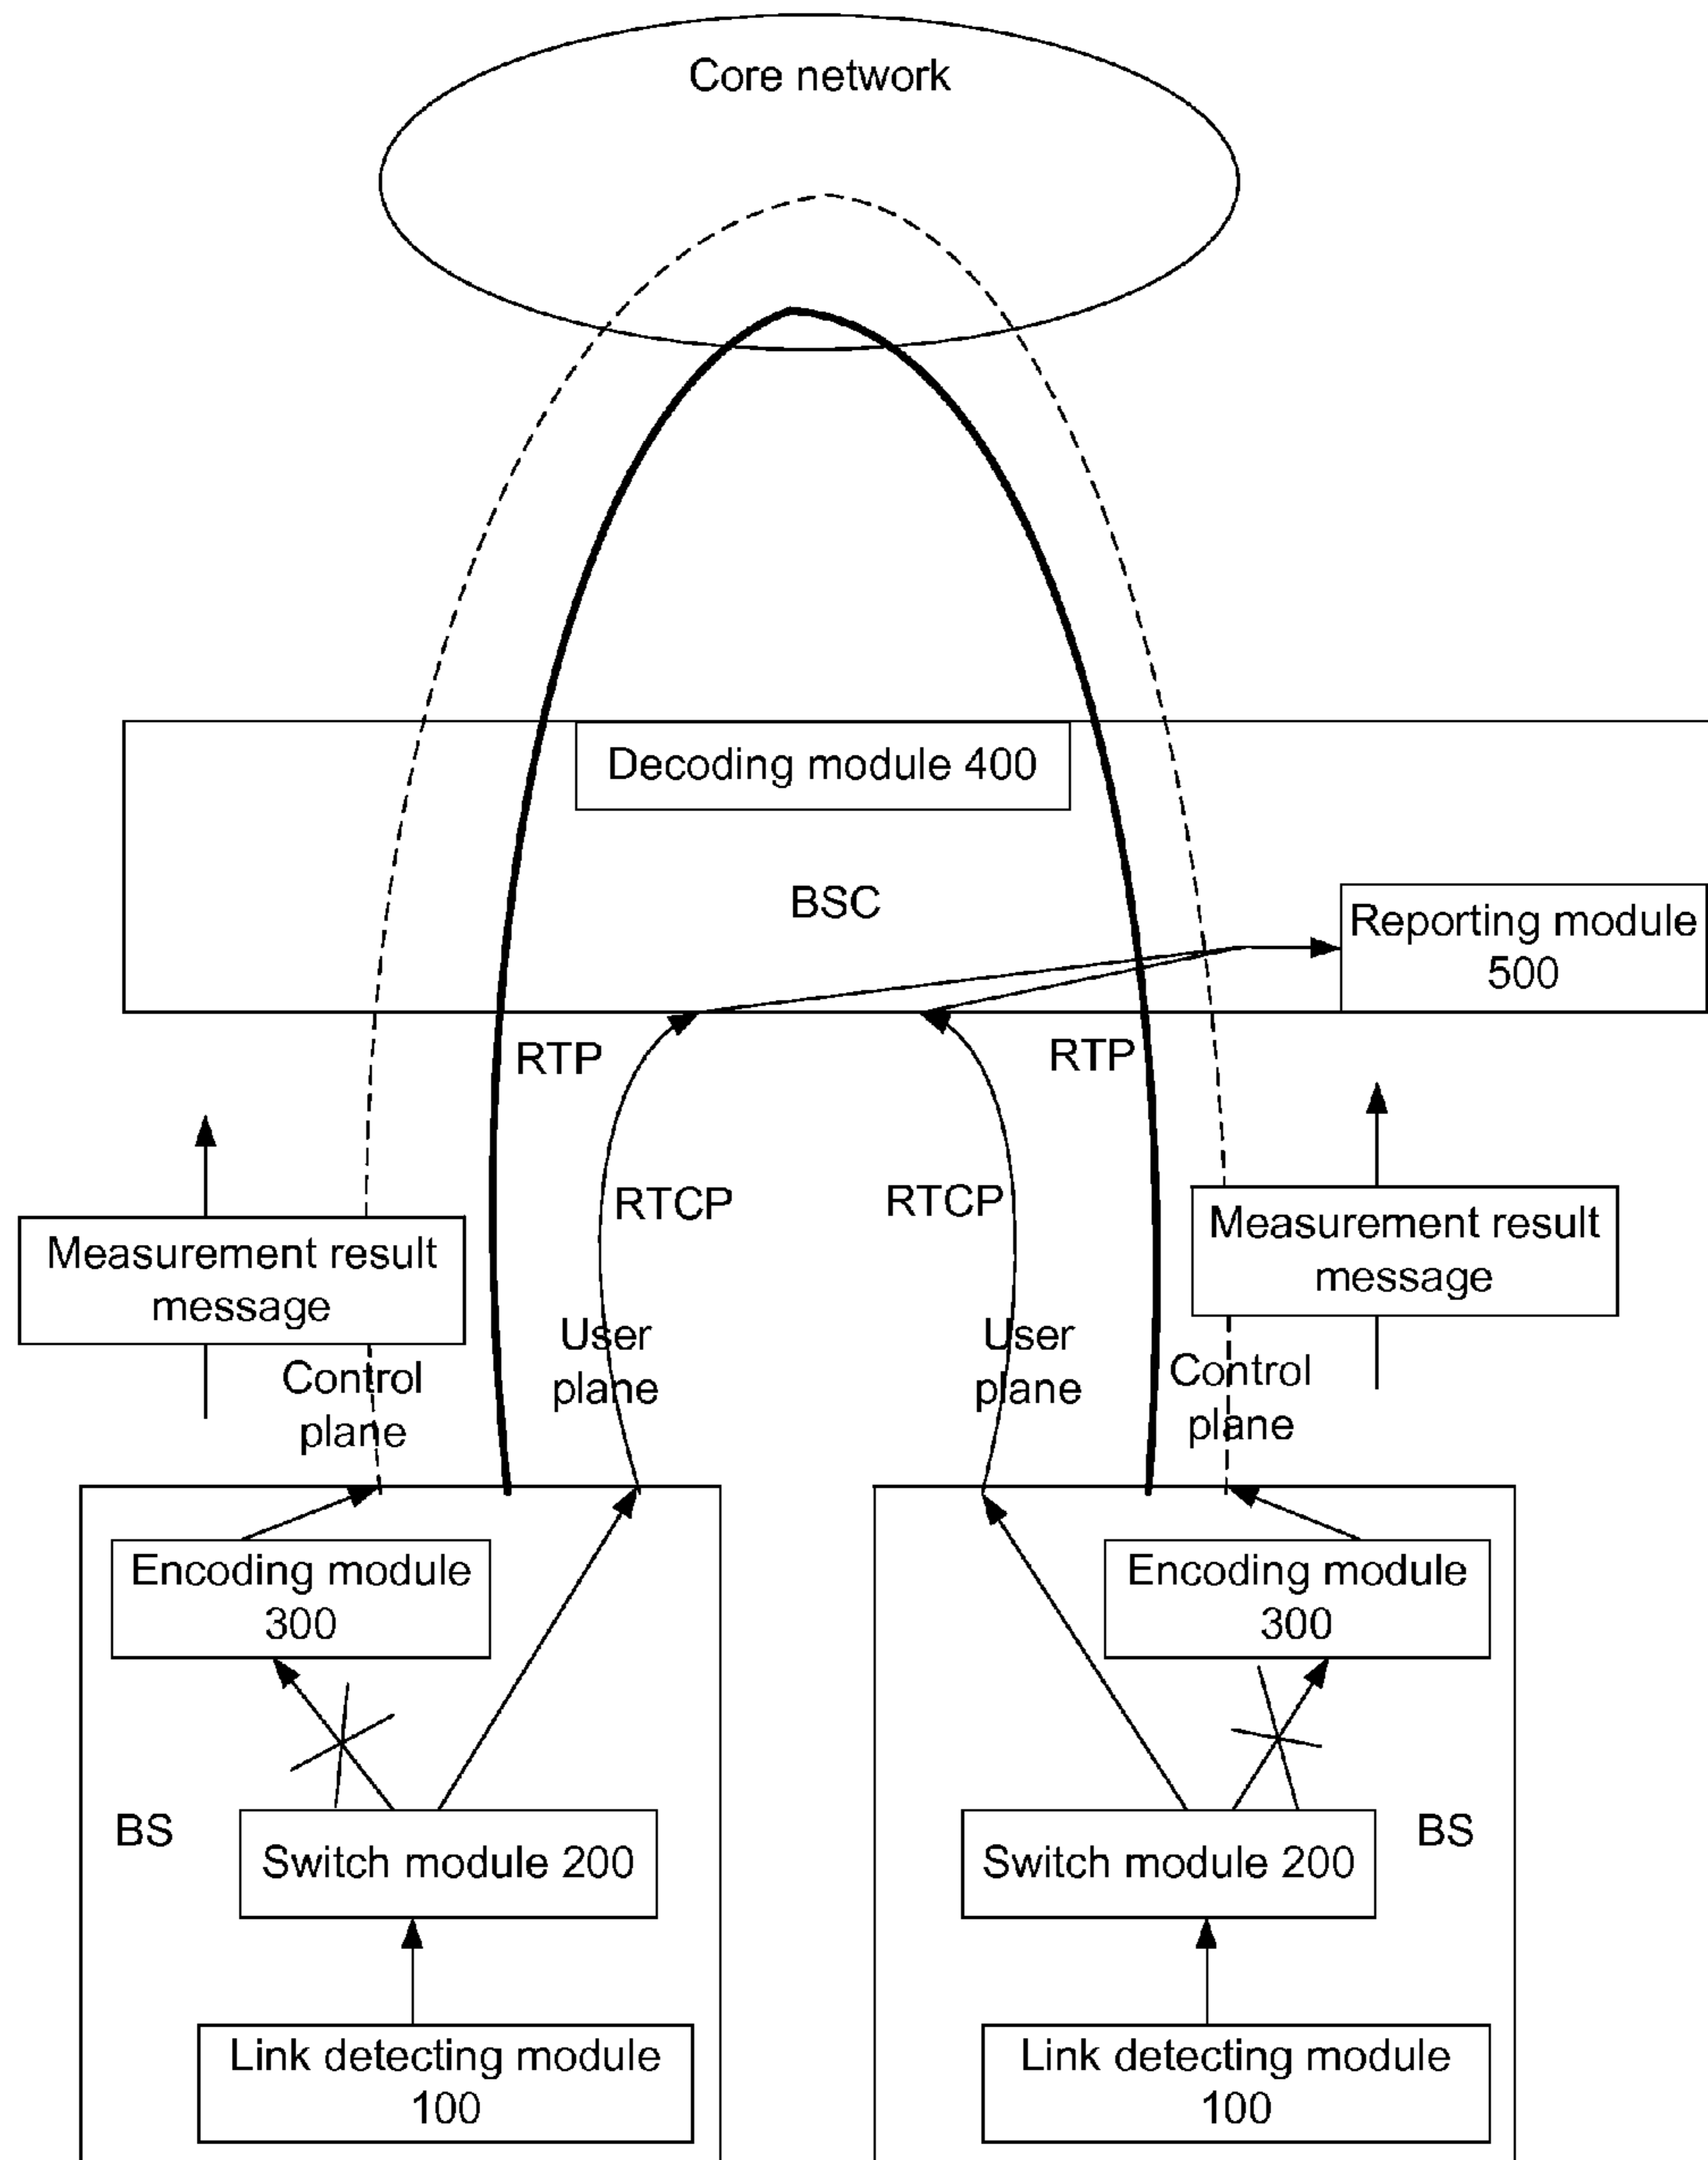 Core network
Decoding module 400
BSC
Reporting module
500
RTP
RTP
RTCP
RTCP
Measurement result
message
Measurement result
message
User
plane
User
plane
Control
plane
Control
plane
Encoding module
300
Encoding module
300
BS
BS
Switch module 200
Switch module 200
Link detecting module
100
Link detecting module
100